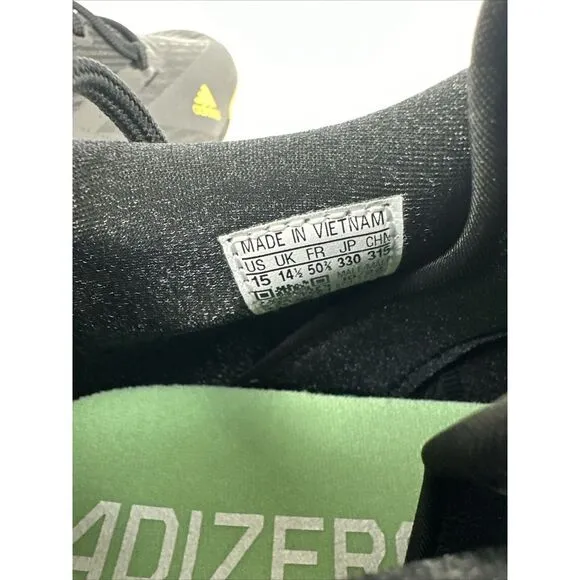 MADE IN VIETNAM
US UK FR JP CHN
15 14½ 50⅔ 330 315
ADIZERO